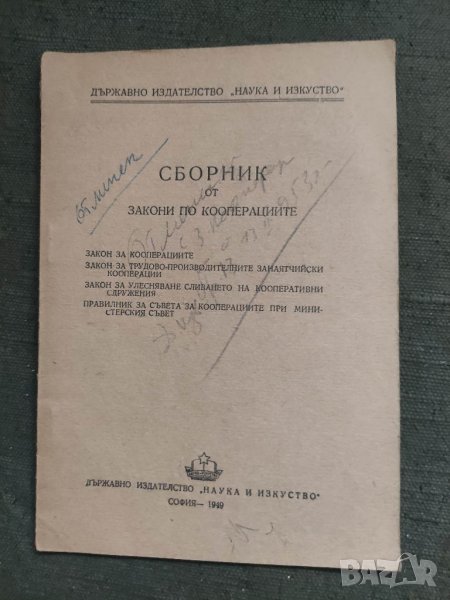 ДЪРЖАВНО ИЗДАТЕЛСТВО „НАУКА И ИЗКУСТВО“
СБОРНИК
от
ЗАКОНИ ПО КООПЕРАЦИИТЕ
ЗАКОН ЗА КООПЕРАЦИИТЕ
ЗАКОН ЗА ТРУДОВО-ПРОИЗВОДИТЕЛНИТЕ ЗАНАЯТЧИЙСКИ
КООПЕРАЦИИ
ЗАКОН ЗА УЛЕСНЯВАНЕ СЛИВАНЕТО НА КООПЕРАТИВНИ
СДРУЖЕНИЯ
ПРАВИЛНИК ЗА СЪВЕТА ЗА КООПЕРАЦИИТЕ ПРИ МИНИ-
СТЕРСКИЯ СЪВЕТ
ДЪРЖАВНО ИЗДАТЕЛСТВО „НАУКА И ИЗКУСТВО“
СОФИЯ — 1949
BAZAR.bg